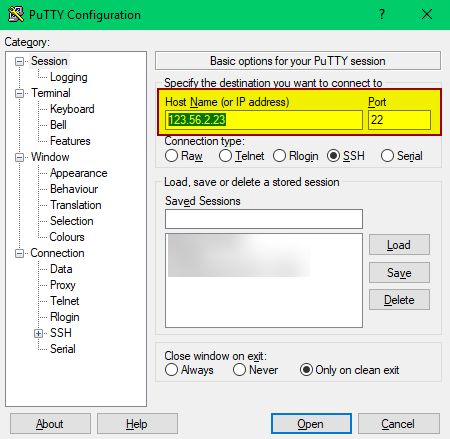 PuTTY Configuration
? ×
Category:
Session
Logging
Terminal
Keyboard
Bell
Features
Window
Appearance
Behaviour
Translation
Selection
Colours
Connection
Data
Proxy
Telnet
Rlogin
SSH
Serial
Basic options for your PuTTY session
Specify the destination you want to connect to
Host Name (or IP address) Port
123.56.2.23 22
Connection type:
Raw Telnet Rlogin SSH Serial
Load, save or delete a stored session
Saved Sessions
Load
Save
Delete
Close window on exit:
Always Never Only on clean exit
About Help Open Cancel